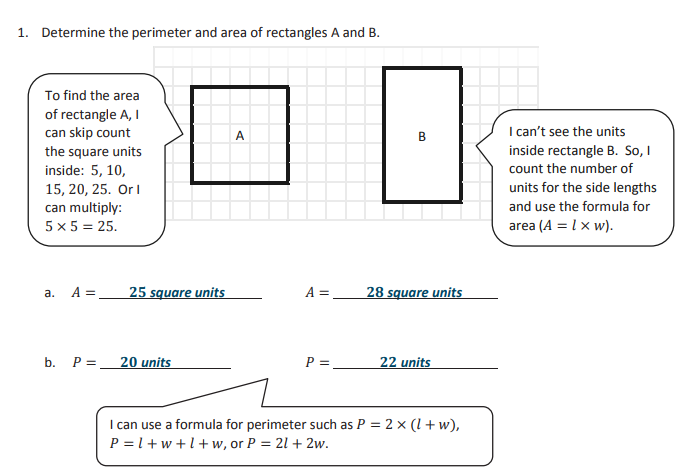 1. Determine the perimeter and area of rectangles A and B.
To find the area
of rectangle A, I
can skip count
the square units
inside: 5, 10,
15, 20, 25. Or I
can multiply:
5 × 5 = 25.
A
B
I can't see the units
inside rectangle B. So, I
count the number of
units for the side lengths
and use the formula for
area (A = l × w).
a. A = 25 square units A = 28 square units
b. P = 20 units P = 22 units
I can use a formula for perimeter such as P = 2 × (l + w),
P = l + w + l + w, or P = 2l + 2w.